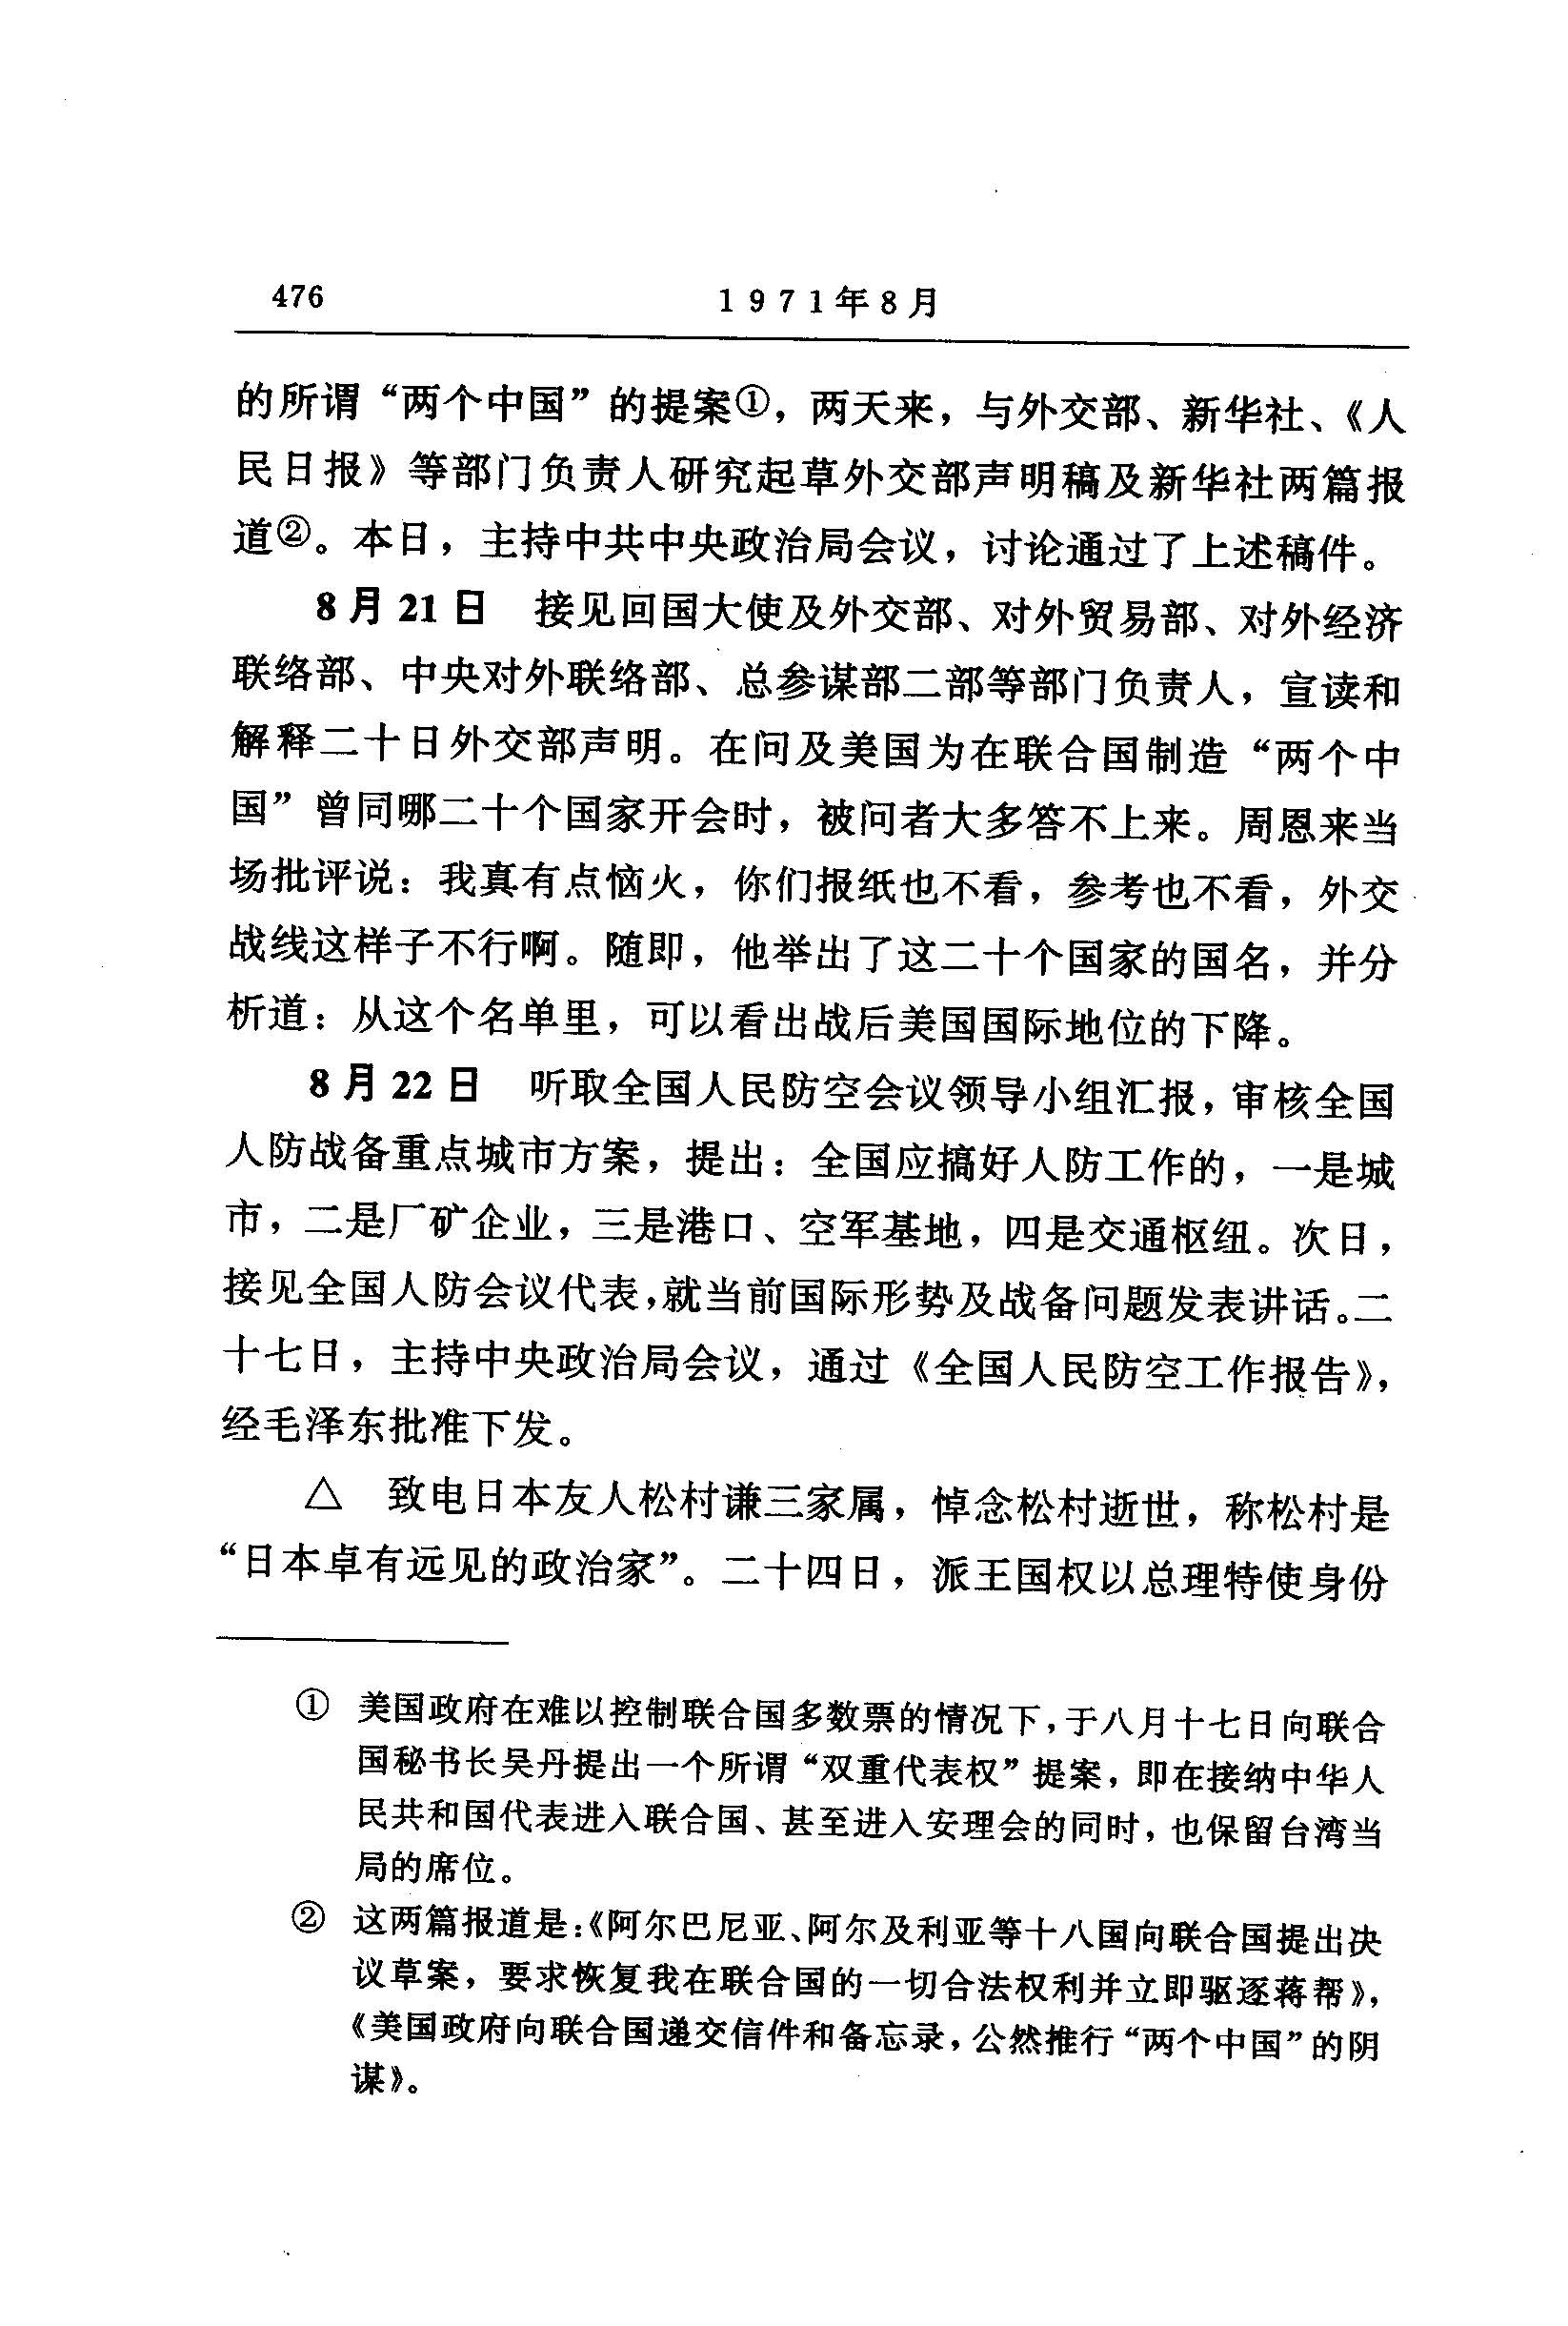 476
1971年8月
的所谓“两个中国”的提案①，两天来，与外交部、新华社、《人
民日报》等部门负责人研究起草外交部声明稿及新华社两篇报
道②。本日，主持中共中央政治局会议，讨论通过了上述稿件。
8月21日　接见回国大使及外交部、对外贸易部、对外经济
联络部、中央对外联络部、总参谋部二部等部门负责人，宣读和
解释二十日外交部声明。在问及美国为在联合国制造“两个中
国”曾同哪二十个国家开会时，被问者大多答不上来。周恩来当
场批评说：我真有点恼火，你们报纸也不看，参考也不看，外交
战线这样子不行啊。随即，他举出了这二十个国家的国名，并分
析道：从这个名单里，可以看出战后美国国际地位的下降。
8月22日　听取全国人民防空会议领导小组汇报，审核全国
人防战备重点城市方案，提出：全国应搞好人防工作的，一是城
市，二是厂矿企业，三是港口、空军基地，四是交通枢纽。次日，
接见全国人防会议代表，就当前国际形势及战备问题发表讲话。二
十七日，主持中央政治局会议，通过《全国人民防空工作报告》，
经毛泽东批准下发。
△　致电日本友人松村谦三家属，悼念松村逝世，称松村是
“日本卓有远见的政治家”。二十四日，派王国权以总理特使身份
①　美国政府在难以控制联合国多数票的情况下，于八月十七日向联合
国秘书长吴丹提出一个所谓“双重代表权”提案，即在接纳中华人
民共和国代表进入联合国、甚至进入安理会的同时，也保留台湾当
局的席位。
②　这两篇报道是：《阿尔巴尼亚、阿尔及利亚等十八国向联合国提出决
议草案，要求恢复我在联合国的一切合法权利并立即驱逐蒋帮》，
《美国政府向联合国递交信件和备忘录，公然推行“两个中国”的阴
谋》。